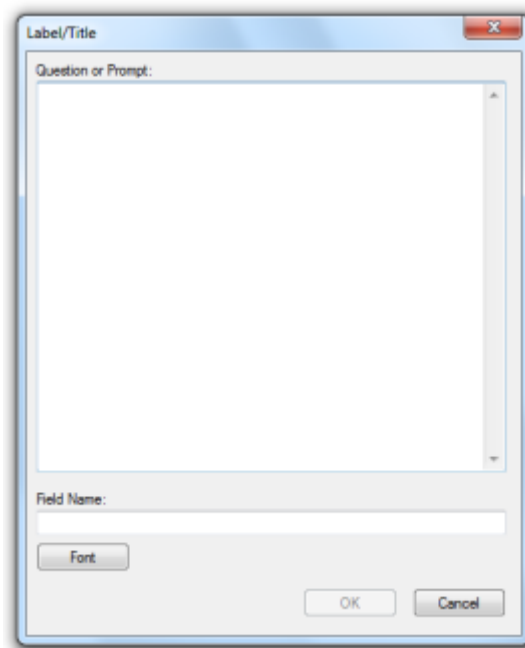 Label/Title
Question or Prompt:
Field Name:
Font
OK
Cancel